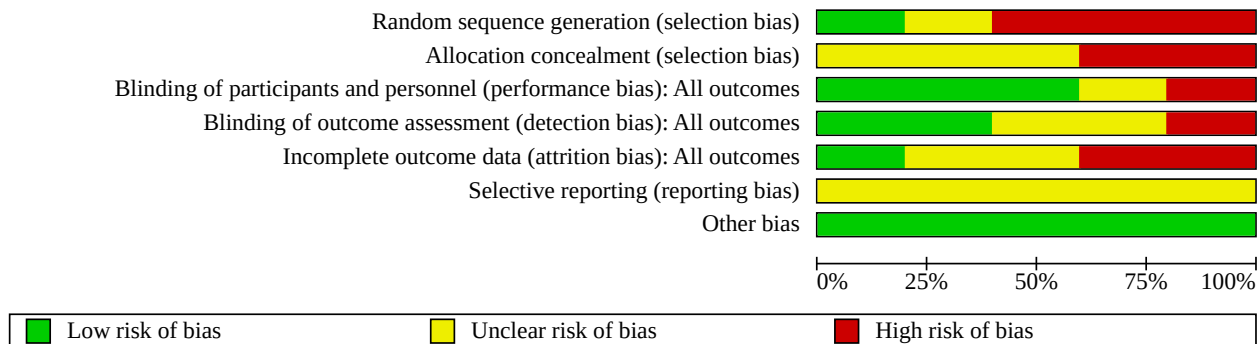 Random sequence generation (selection bias)
Allocation concealment (selection bias)
Blinding of participants and personnel (performance bias): All outcomes
Blinding of outcome assessment (detection bias): All outcomes
Incomplete outcome data (attrition bias): All outcomes
Selective reporting (reporting bias)
Other bias
0% 25% 50% 75% 100%
Low risk of bias Unclear risk of bias High risk of bias